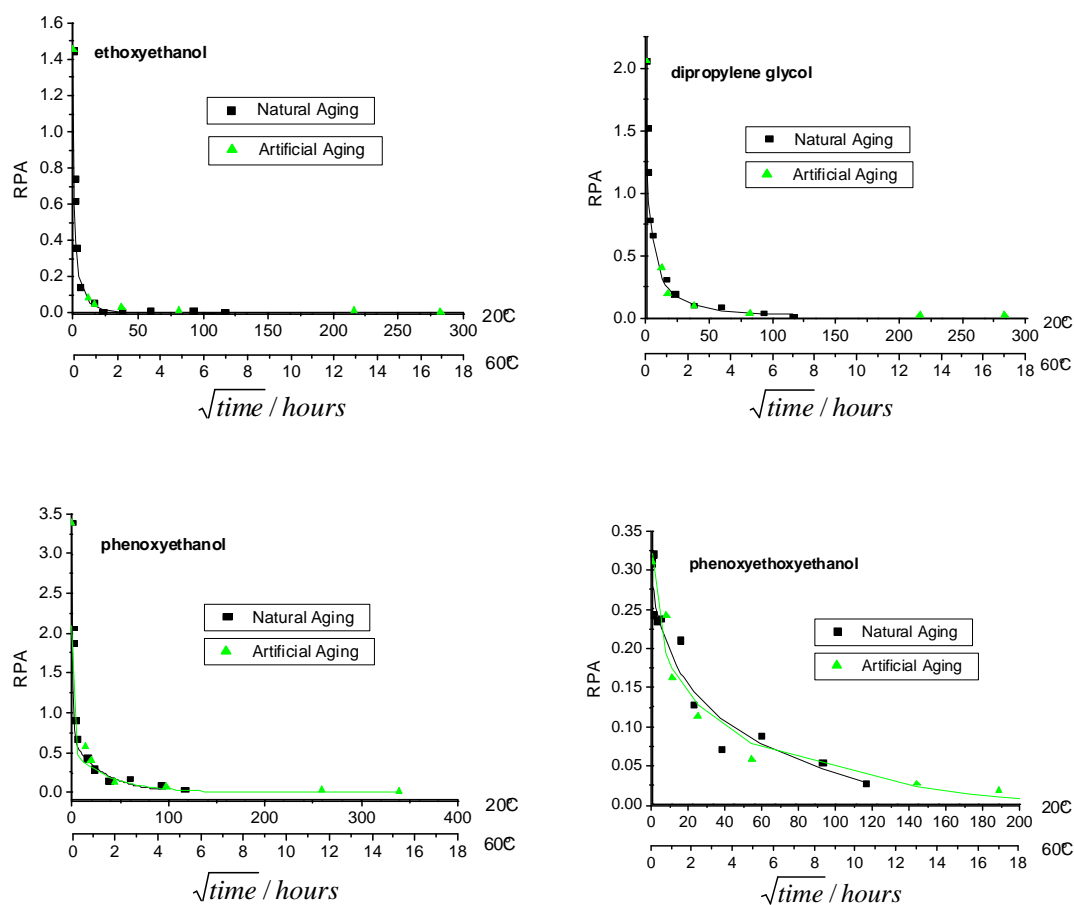 ethoxyethanol
Natural Aging
Artificial Aging
RPA
1.6
1.4
1.2
1.0
0.8
0.6
0.4
0.2
0.0
0 50 100 150 200 250 300 20°C
0 2 4 6 8 10 12 14 16 18 60°C
√time / hours
dipropylene glycol
Natural Aging
Artificial Aging
RPA
2.0
1.5
1.0
0.5
0.0
0 50 100 150 200 250 300 20°C
0 2 4 6 8 10 12 14 16 18 60°C
√time / hours
phenoxyethanol
Natural Aging
Artificial Aging
RPA
3.5
3.0
2.5
2.0
1.5
1.0
0.5
0.0
0 100 200 300 400 20°C
0 2 4 6 8 10 12 14 16 18 60°C
√time / hours
phenoxyethoxyethanol
Natural Aging
Artificial Aging
RPA
0.35
0.30
0.25
0.20
0.15
0.10
0.05
0.00
0 20 40 60 80 100 120 140 160 180 200 20°C
0 2 4 6 8 10 12 14 16 18 60°C
√time / hours